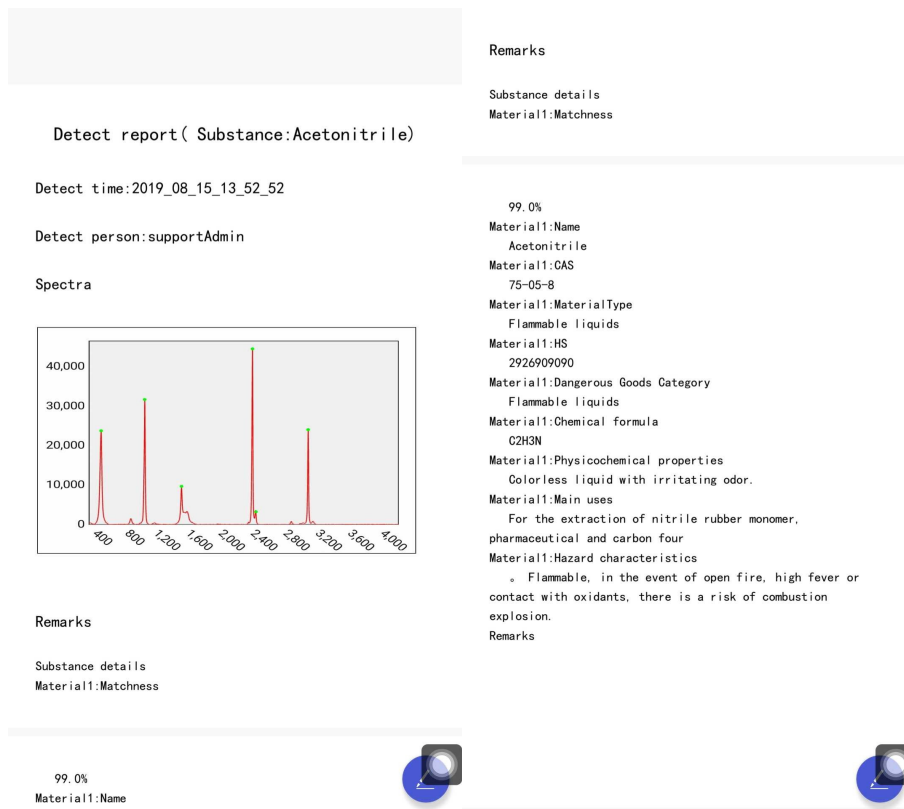 Detect report( Substance:Acetonitrile)
Detect time:2019_08_15_13_52_52
Detect person:supportAdmin
Spectra
40,000
30,000
20,000
10,000
0
400
800
1,200
1,600
2,000
2,400
2,800
3,200
3,600
4,000
Remarks
Substance details
Material1:Matchness
99.0%
Material1:Name
Remarks
Substance details
Material1:Matchness
99.0%
Material1:Name
Acetonitrile
Material1:CAS
75-05-8
Material1:MaterialType
Flammable liquids
Material1:HS
2926909090
Material1:Dangerous Goods Category
Flammable liquids
Material1:Chemical formula
C2H3N
Material1:Physicochemical properties
Colorless liquid with irritating odor.
Material1:Main uses
For the extraction of nitrile rubber monomer,
pharmaceutical and carbon four
Material1:Hazard characteristics
。 Flammable, in the event of open fire, high fever or
contact with oxidants, there is a risk of combustion
explosion.
Remarks